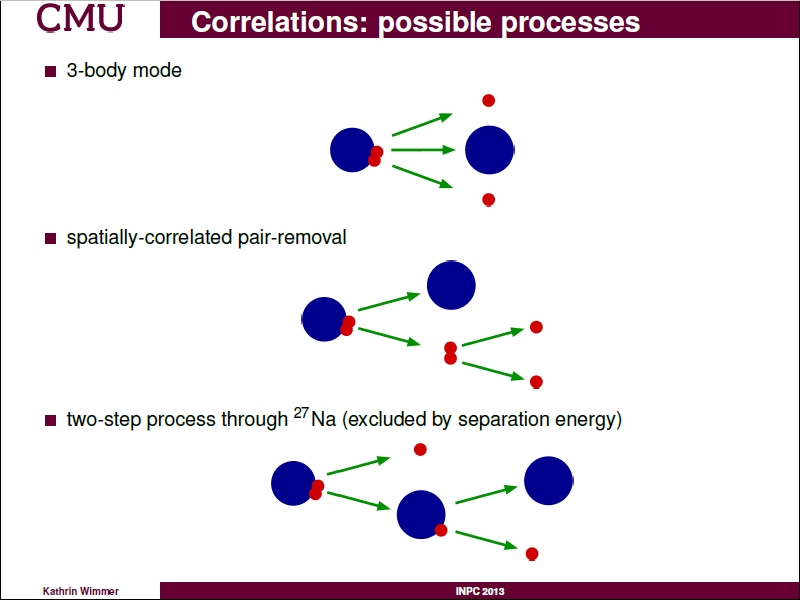 CMU
Correlations: possible processes
3-body mode
spatially-correlated pair-removal
two-step process through ²⁷Na (excluded by separation energy)
Kathrin Wimmer
INPC 2013